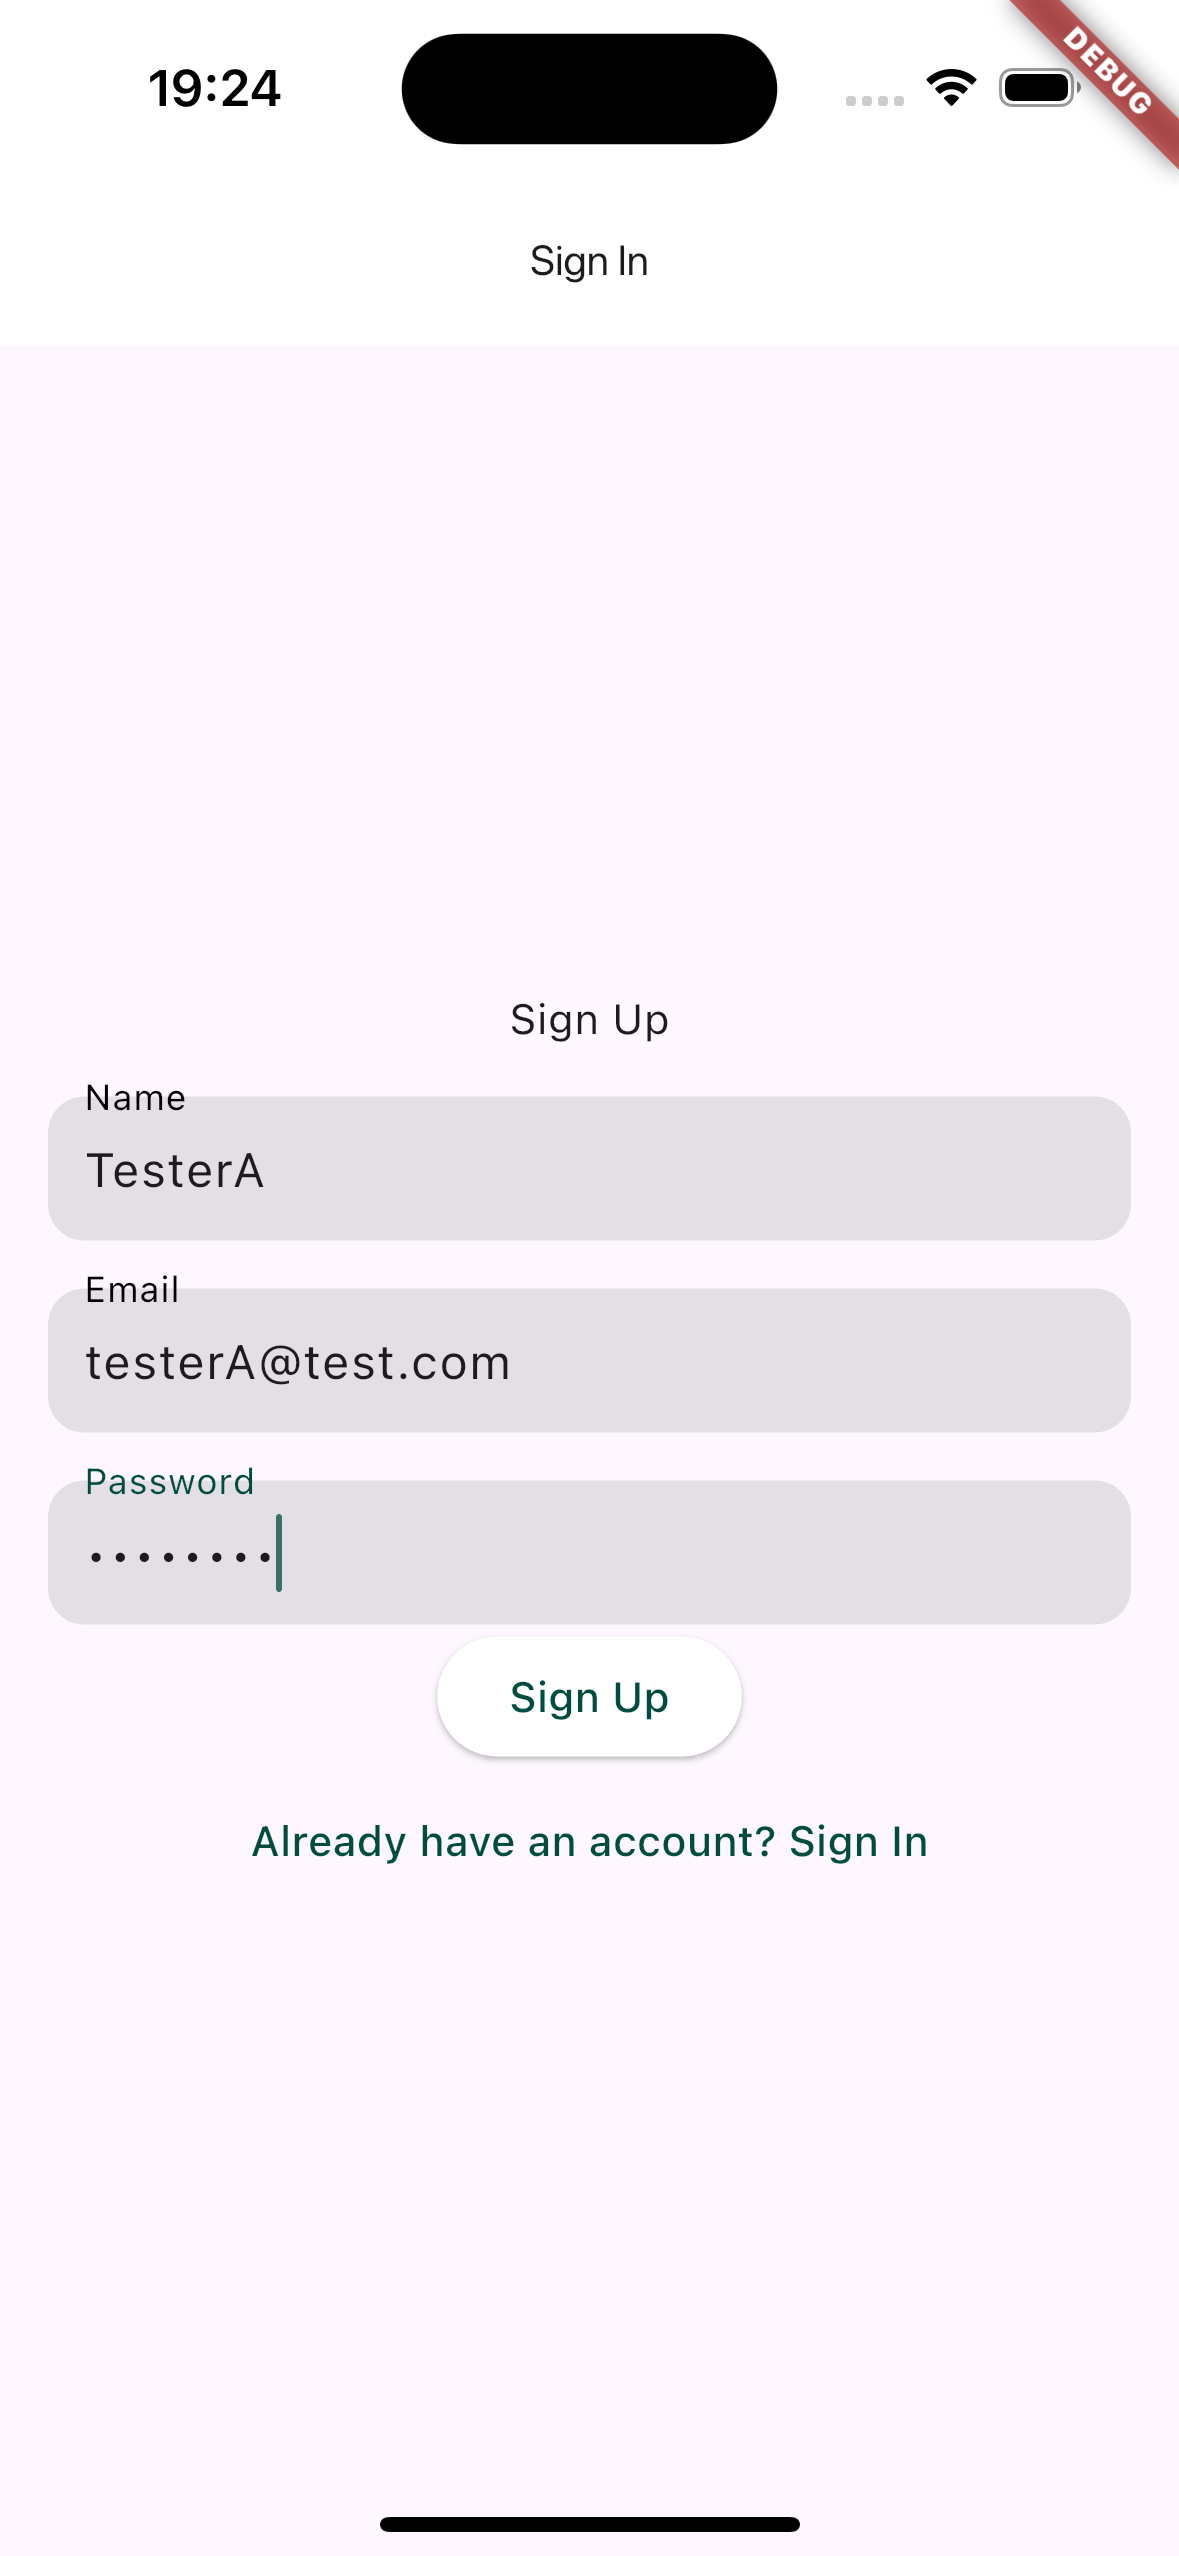 19:24
DEBUG
Sign In
Sign Up
Name
TesterA
Email
testerA@test.com
Password
••••••••
Sign Up
Already have an account? Sign In